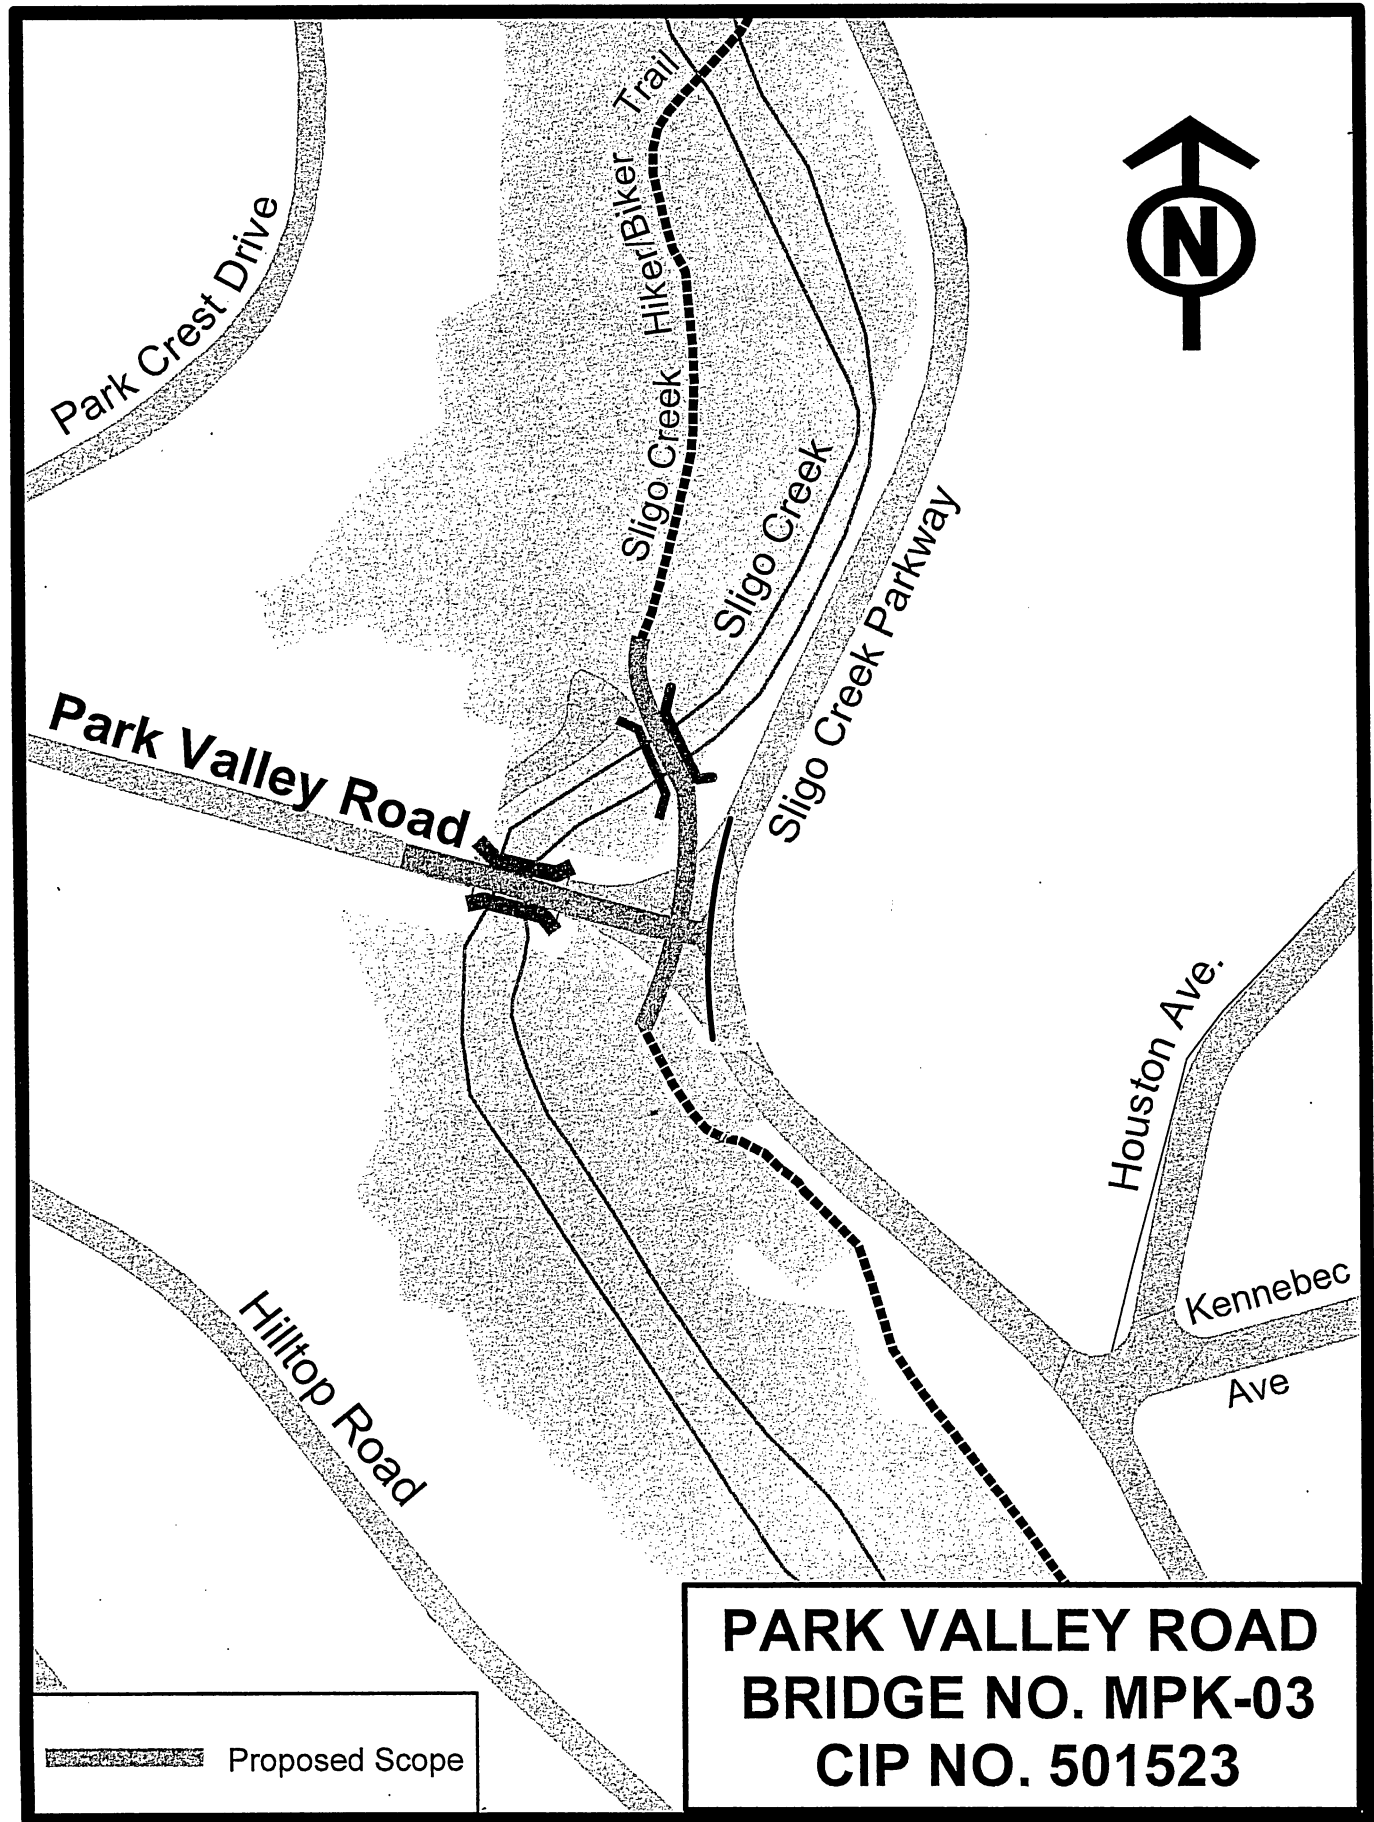 Trail
Hiker/Biker
Sligo Creek
N
Park Crest Drive
Sligo Creek
Sligo Creek Parkway
Park Valley Road
Houston Ave.
Kennebec
Ave
Hilltop Road
PARK VALLEY ROAD
BRIDGE NO. MPK-03
CIP NO. 501523
Proposed Scope